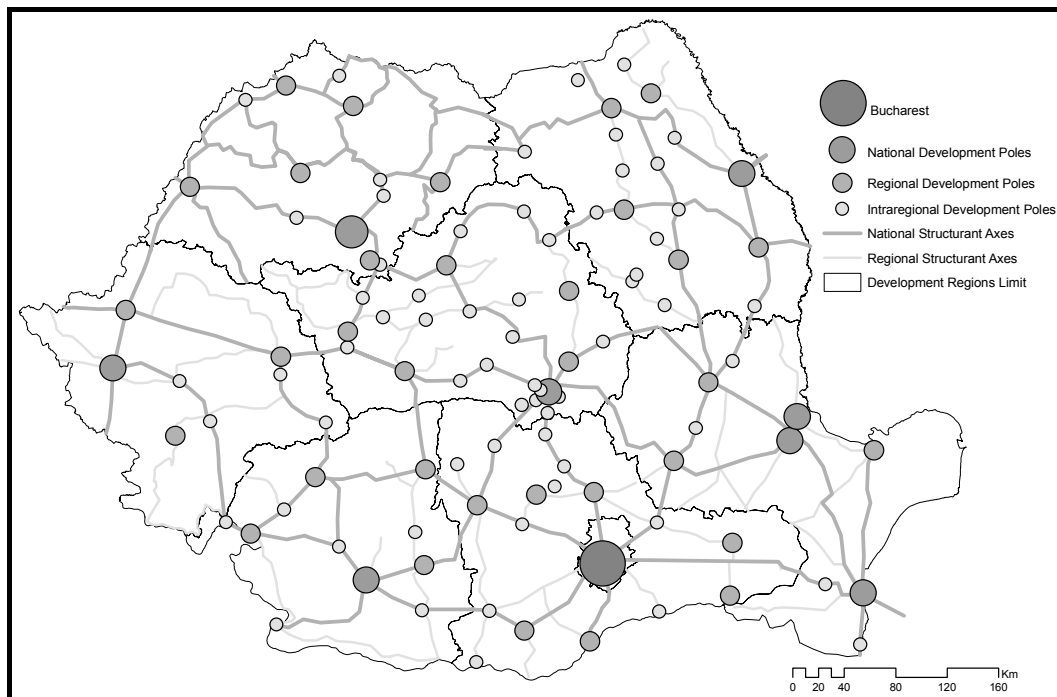 Bucharest
National Development Poles
Regional Development Poles
Intraregional Development Poles
National Structurant Axes
Regional Structurant Axes
Development Regions Limit
Km
0 20 40 80 120 160